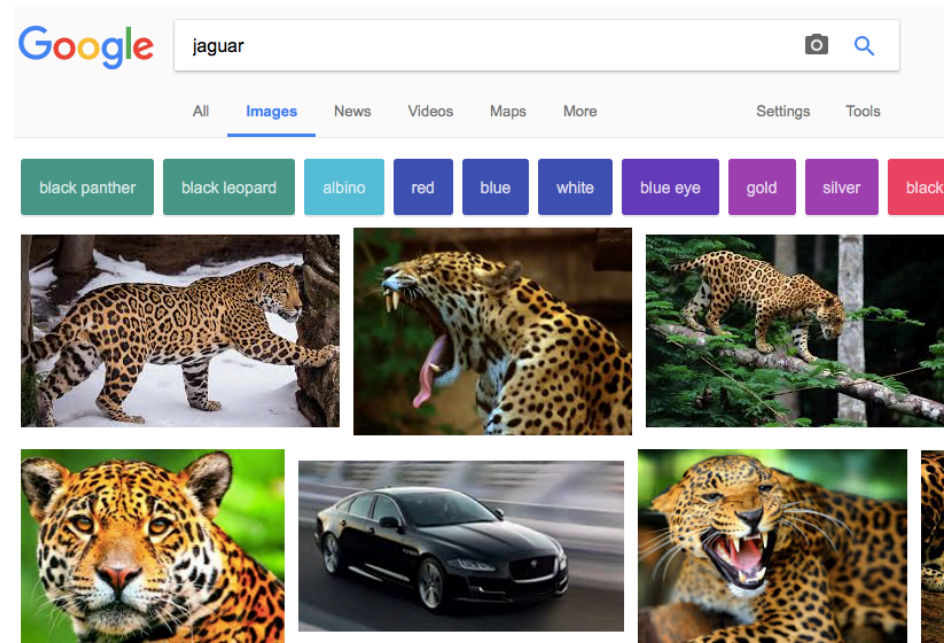 Google jaguar
All Images News Videos Maps More Settings Tools
black panther black leopard albino red blue white blue eye gold silver black